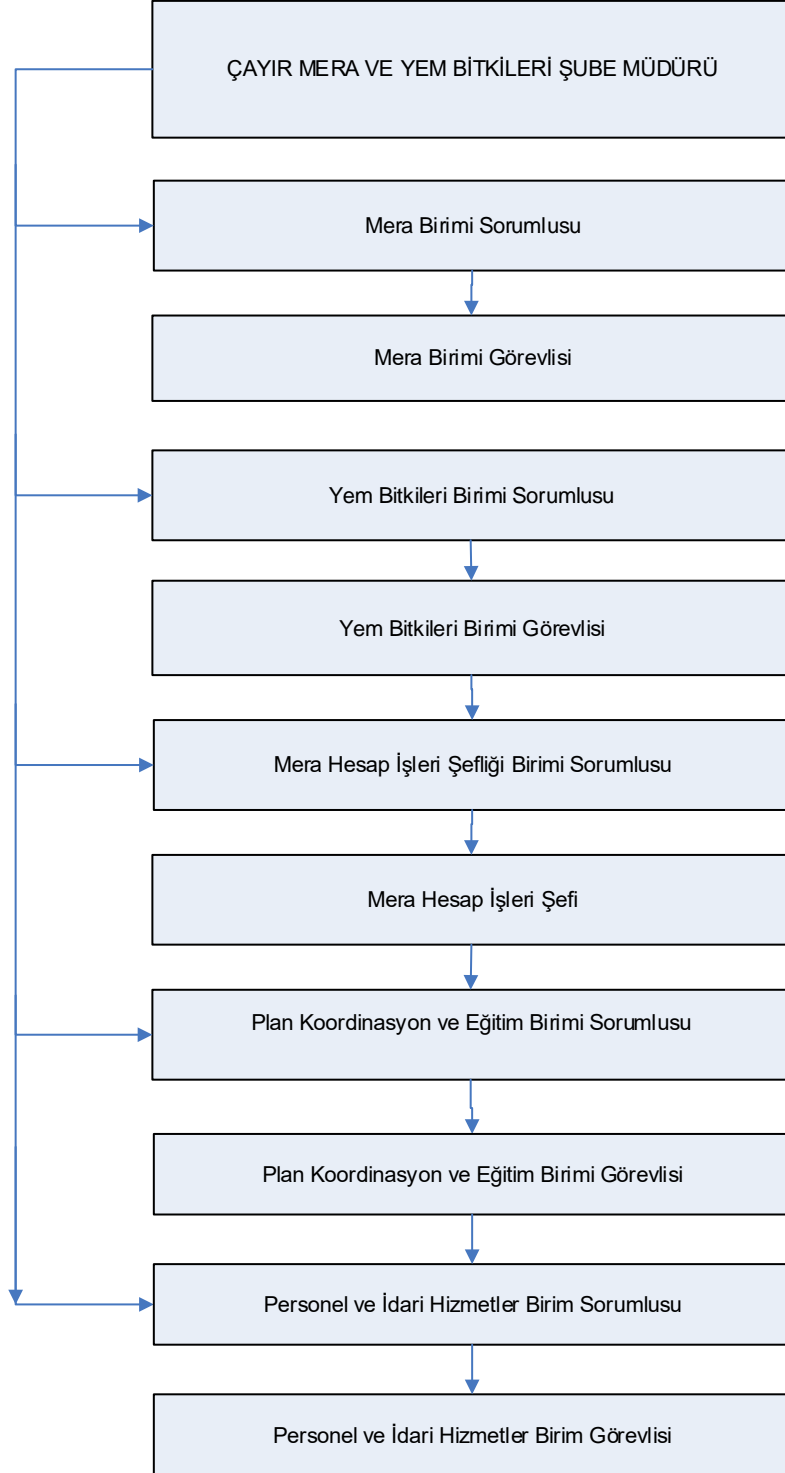 ÇAYIR MERA VE YEM BİTKİLERİ ŞUBE MÜDÜRÜ
Mera Birimi Sorumlusu
Mera Birimi Görevlisi
Yem Bitkileri Birimi Sorumlusu
Yem Bitkileri Birimi Görevlisi
Mera Hesap İşleri Şefliği Birimi Sorumlusu
Mera Hesap İşleri Şefi
Plan Koordinasyon ve Eğitim Birimi Sorumlusu
Plan Koordinasyon ve Eğitim Birimi Görevlisi
Personel ve İdari Hizmetler Birim Sorumlusu
Personel ve İdari Hizmetler Birim Görevlisi